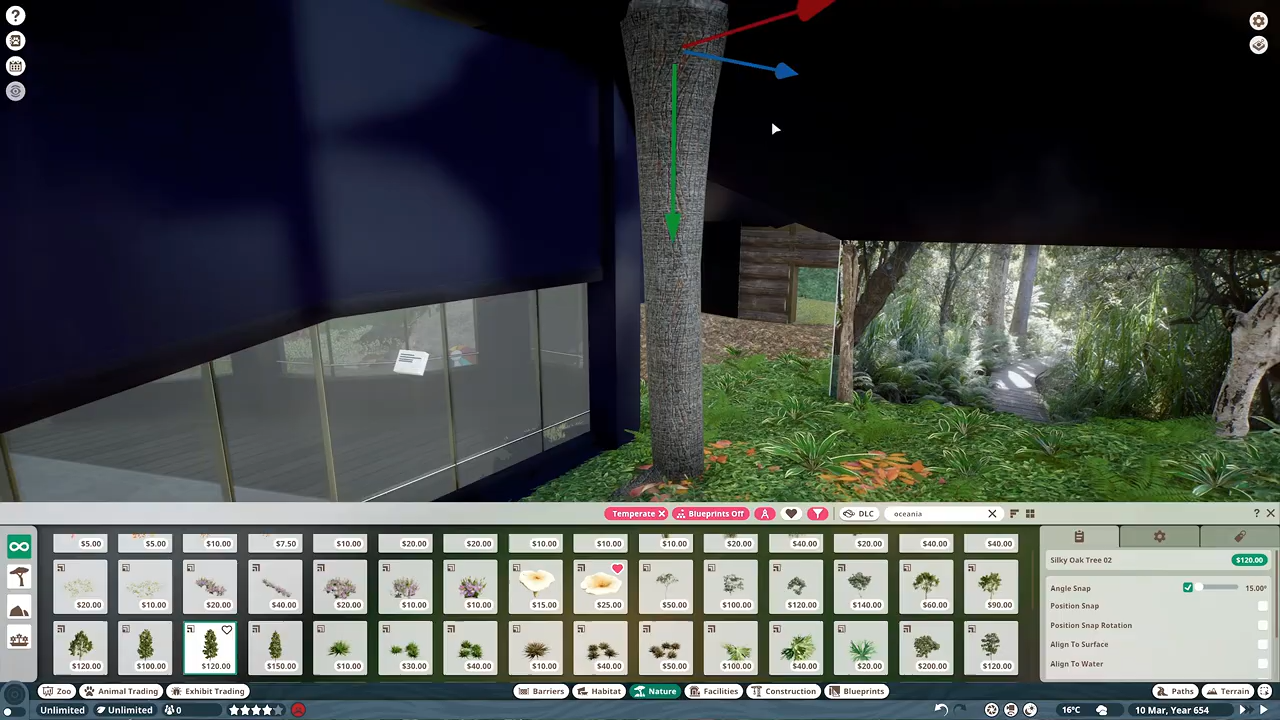 ?
Temperate ✕
Blueprints Off
DLC
oceania
? ✕
$5.00 $5.00 $10.00 $7.50 $10.00 $20.00 $20.00 $10.00 $10.00 $10.00 $20.00 $40.00 $20.00 $40.00 $40.00
$20.00 $10.00 $20.00 $40.00 $20.00 $10.00 $10.00 $15.00 $25.00 $50.00 $100.00 $120.00 $140.00 $60.00 $90.00
$120.00 $100.00 $120.00 $150.00 $10.00 $30.00 $40.00 $10.00 $40.00 $50.00 $100.00 $40.00 $20.00 $200.00 $120.00
Silky Oak Tree 02 $120.00
Angle Snap 15.00°
Position Snap
Position Snap Rotation
Align To Surface
Align To Water
Zoo Animal Trading Exhibit Trading Barriers Habitat Nature Facilities Construction Blueprints Paths Terrain
Unlimited Unlimited 0 16°C 10 Mar, Year 654